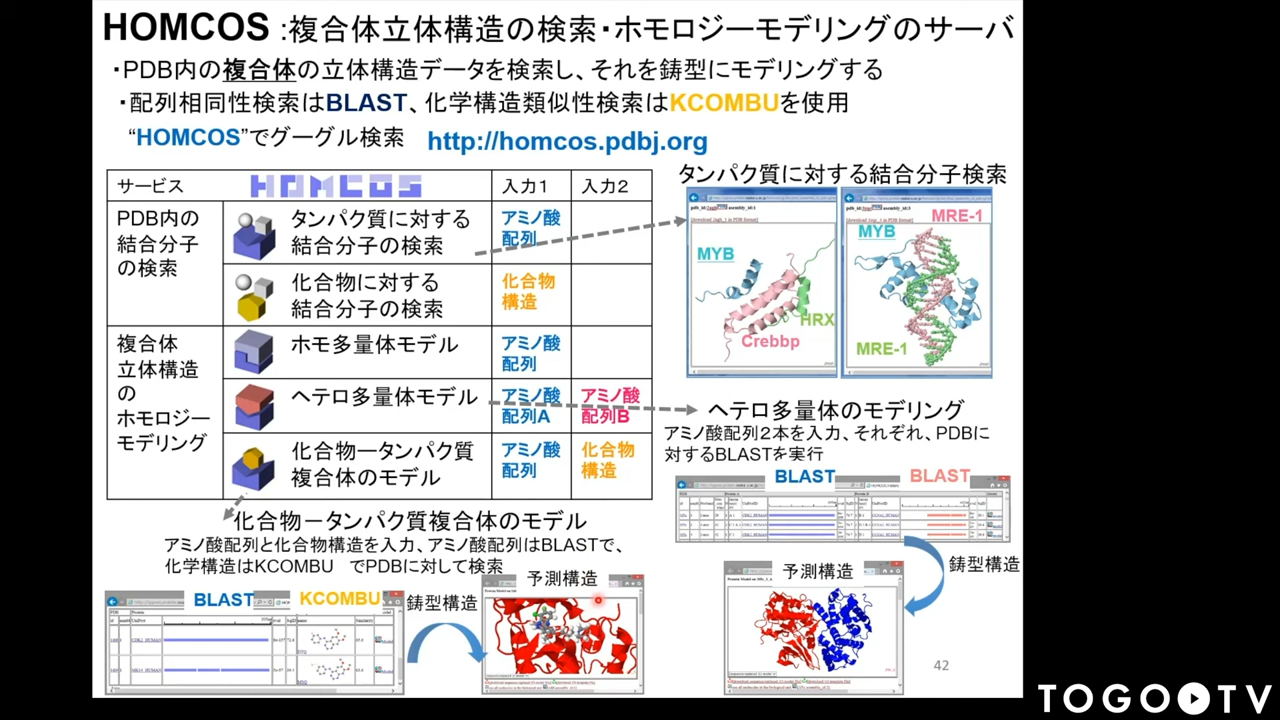 HOMCOS :複合体立体構造の検索・ホモロジーモデリングのサーバ
・PDB内の複合体の立体構造データを検索し、それを鋳型にモデリングする
・配列相同性検索はBLAST、化学構造類似性検索はKCOMBUを使用
“HOMCOS”でグーグル検索 http://homcos.pdbj.org
サービス HOMCOS 入力1 入力2
PDB内の
結合分子
の検索
タンパク質に対する
結合分子の検索
アミノ酸
配列
化合物に対する
結合分子の検索
化合物
構造
複合体
立体構造
の
ホモロジー
モデリング
ホモ多量体モデル
アミノ酸
配列
ヘテロ多量体モデル
アミノ酸
配列A
アミノ酸
配列B
化合物ータンパク質
複合体のモデル
アミノ酸
配列
化合物
構造
タンパク質に対する結合分子検索
MYB
HRX
Crebbp
MRE-1
MYB
MRE-1
ヘテロ多量体のモデリング
アミノ酸配列2本を入力、それぞれ、PDBに
対するBLASTを実行
BLAST BLAST
鋳型構造
予測構造
化合物ータンパク質複合体のモデル
アミノ酸配列と化合物構造を入力、アミノ酸配列はBLASTで、
化学構造はKCOMBU でPDBに対して検索
BLAST KCOMBU
鋳型構造
予測構造
42
TOGOTV